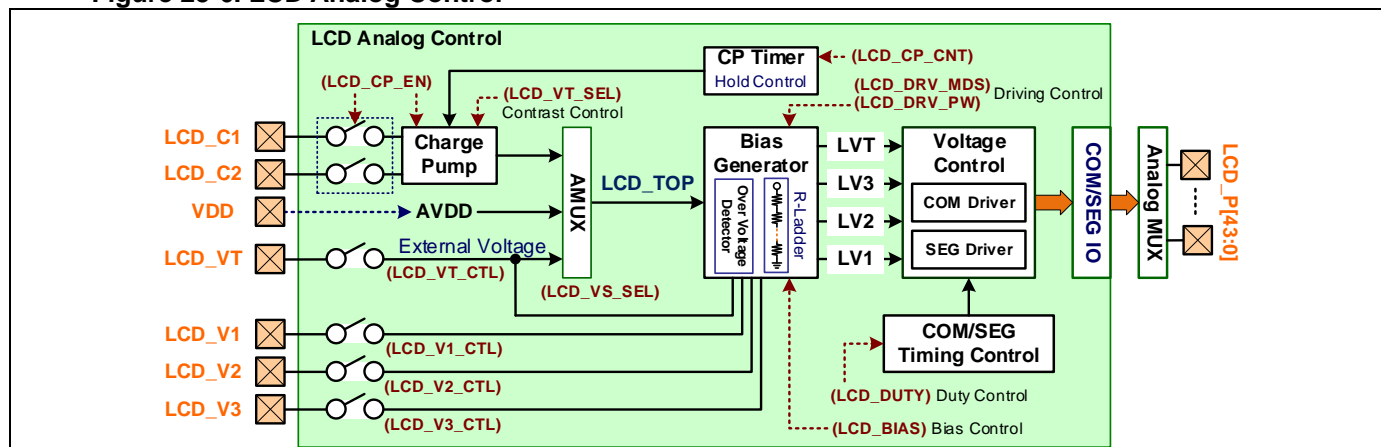 Figure 23-6. LCD Analog Control
LCD Analog Control
CP Timer
Hold Control
(LCD_CP_CNT)
(LCD_CP_EN)
(LCD_VT_SEL)
Contrast Control
(LCD_DRV_MDS)
(LCD_DRV_PW)
Driving Control
LCD_C1
LCD_C2
VDD
LCD_VT
Charge
Pump
AVDD
External Voltage
(LCD_VT_CTL)
AMUX
(LCD_VS_SEL)
LCD_TOP
Bias
Generator
Over Voltage
Detector
R-Ladder
LVT
LV3
LV2
LV1
Voltage
Control
COM Driver
SEG Driver
COM/SEG IO
Analog MUX
LCD_P[43:0]
LCD_V1
(LCD_V1_CTL)
LCD_V2
(LCD_V2_CTL)
LCD_V3
(LCD_V3_CTL)
COM/SEG
Timing Control
(LCD_DUTY) Duty Control
(LCD_BIAS) Bias Control